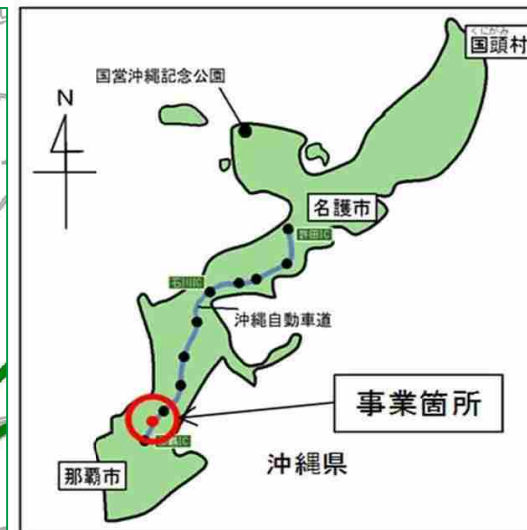 くにがみ
国頭村
国営沖縄記念公園
N
名護市
許田IC
石川IC
沖縄自動車道
事業箇所
沖縄県
那覇市